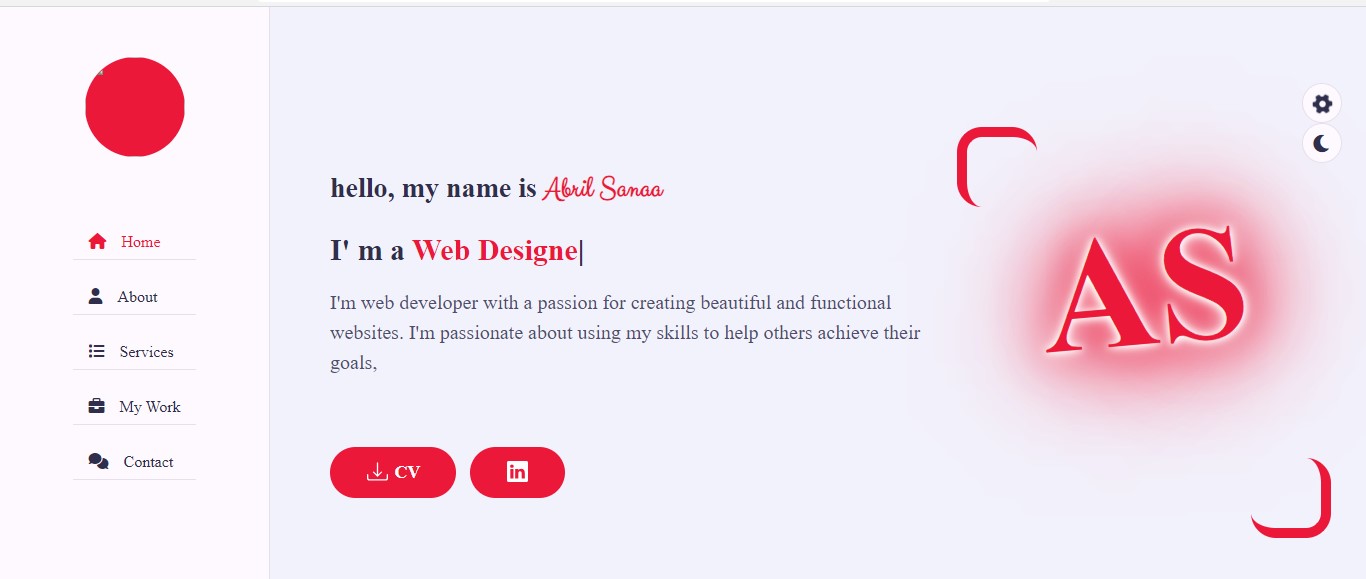 Home
About
Services
My Work
Contact
hello, my name is Abril Sanaa
I' m a Web Designe|
I'm web developer with a passion for creating beautiful and functional
websites. I'm passionate about using my skills to help others achieve their
goals,
CV
in
AS